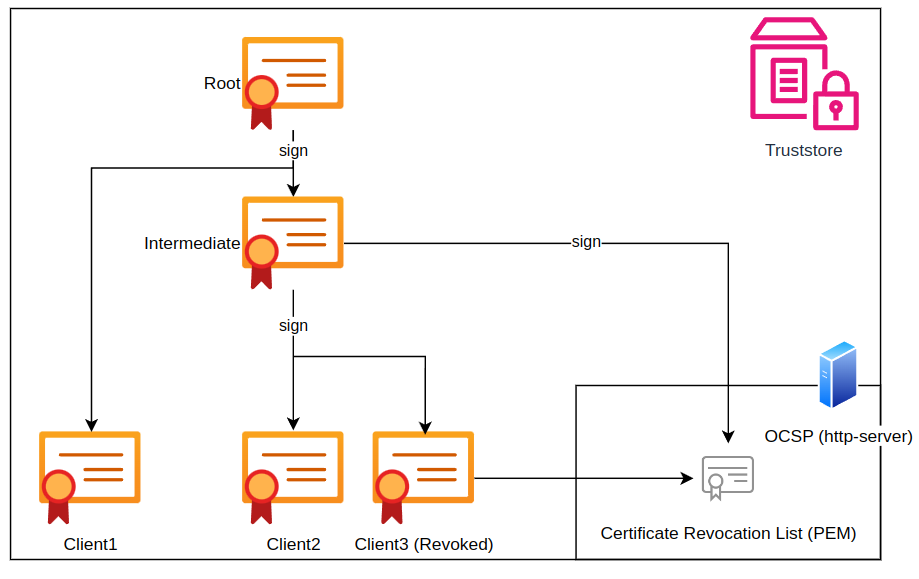 Root
Truststore
sign
Intermediate
sign
sign
OCSP (http-server)
Certificate Revocation List (PEM)
Client1
Client2
Client3 (Revoked)